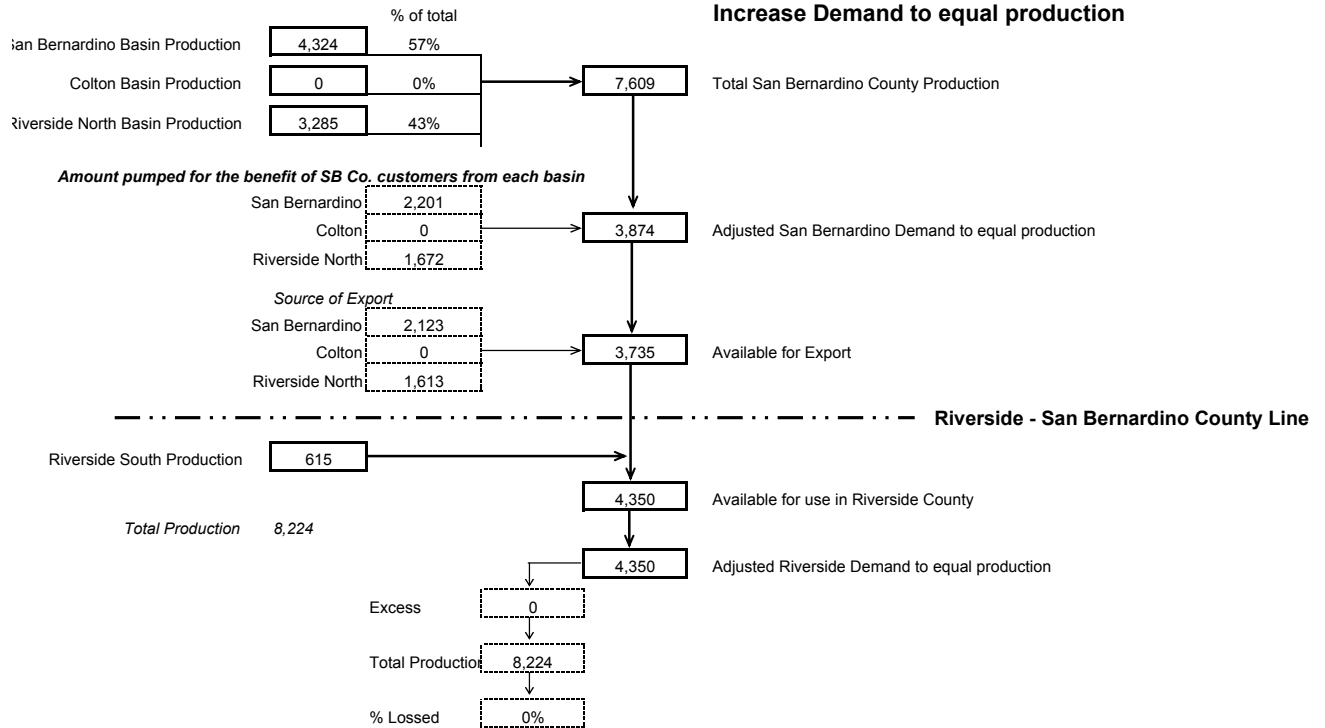 % of total
Increase Demand to equal production
San Bernardino Basin Production 4,324 57%
Colton Basin Production 0 0% 7,609 Total San Bernardino County Production
Riverside North Basin Production 3,285 43%
Amount pumped for the benefit of SB Co. customers from each basin
San Bernardino 2,201
Colton 0 3,874 Adjusted San Bernardino Demand to equal production
Riverside North 1,672
Source of Export
San Bernardino 2,123
Colton 0 3,735 Available for Export
Riverside North 1,613
Riverside - San Bernardino County Line
Riverside South Production 615
4,350 Available for use in Riverside County
Total Production 8,224
4,350 Adjusted Riverside Demand to equal production
Excess 0
Total Production 8,224
% Lossed 0%